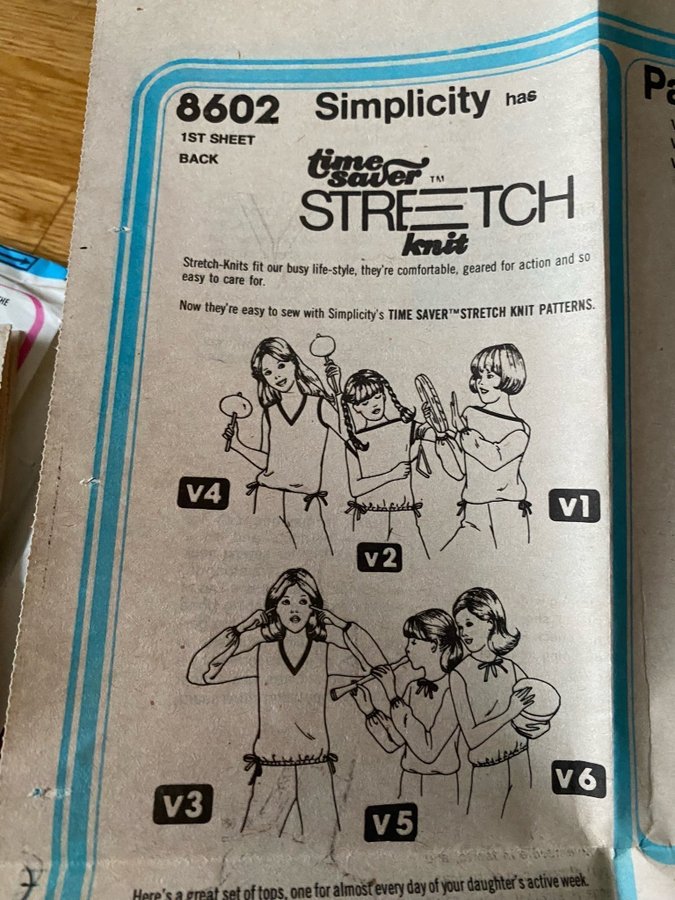 8602 Simplicity has
1ST SHEET
BACK
time
saver™
STRETCH
knit
Stretch-Knits fit our busy life-style, they're comfortable, geared for action and so
easy to care for.
Now they're easy to sew with Simplicity's TIME SAVER™STRETCH KNIT PATTERNS.
V4
V2
V1
V3
V5
V6
Here's a great set of tops, one for almost every day of your daughter's active week.